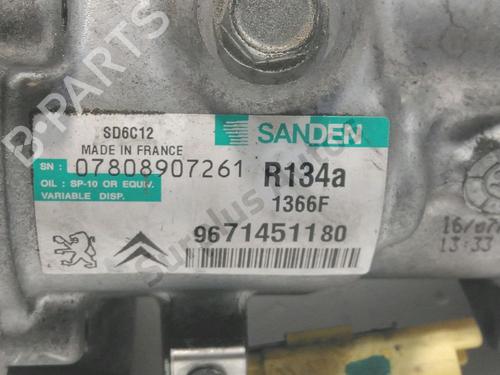 SD6C12
MADE IN FRANCE
SANDEN
SN : 07808907261
R134a
OIL : SP-10 OR EQUIV.
VARIABLE DISP.
1366F
9671451180
16/07
13:33
B-PARTS